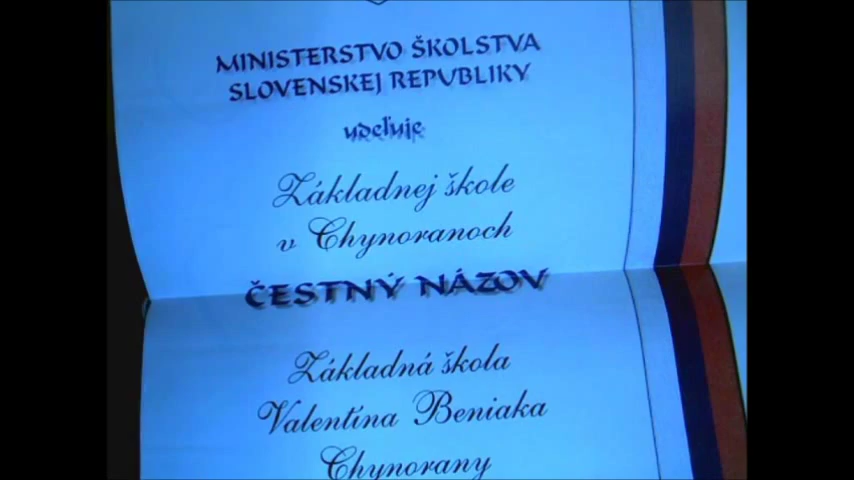 MINISTERSTVO ŠKOLSTVA
SLOVENSKEJ REPUBLIKY
udeľuje
Základnej škole
v Chynoranoch
ČESTNÝ NÁZOV
Základná škola
Valentína Beniaka
Chynorany